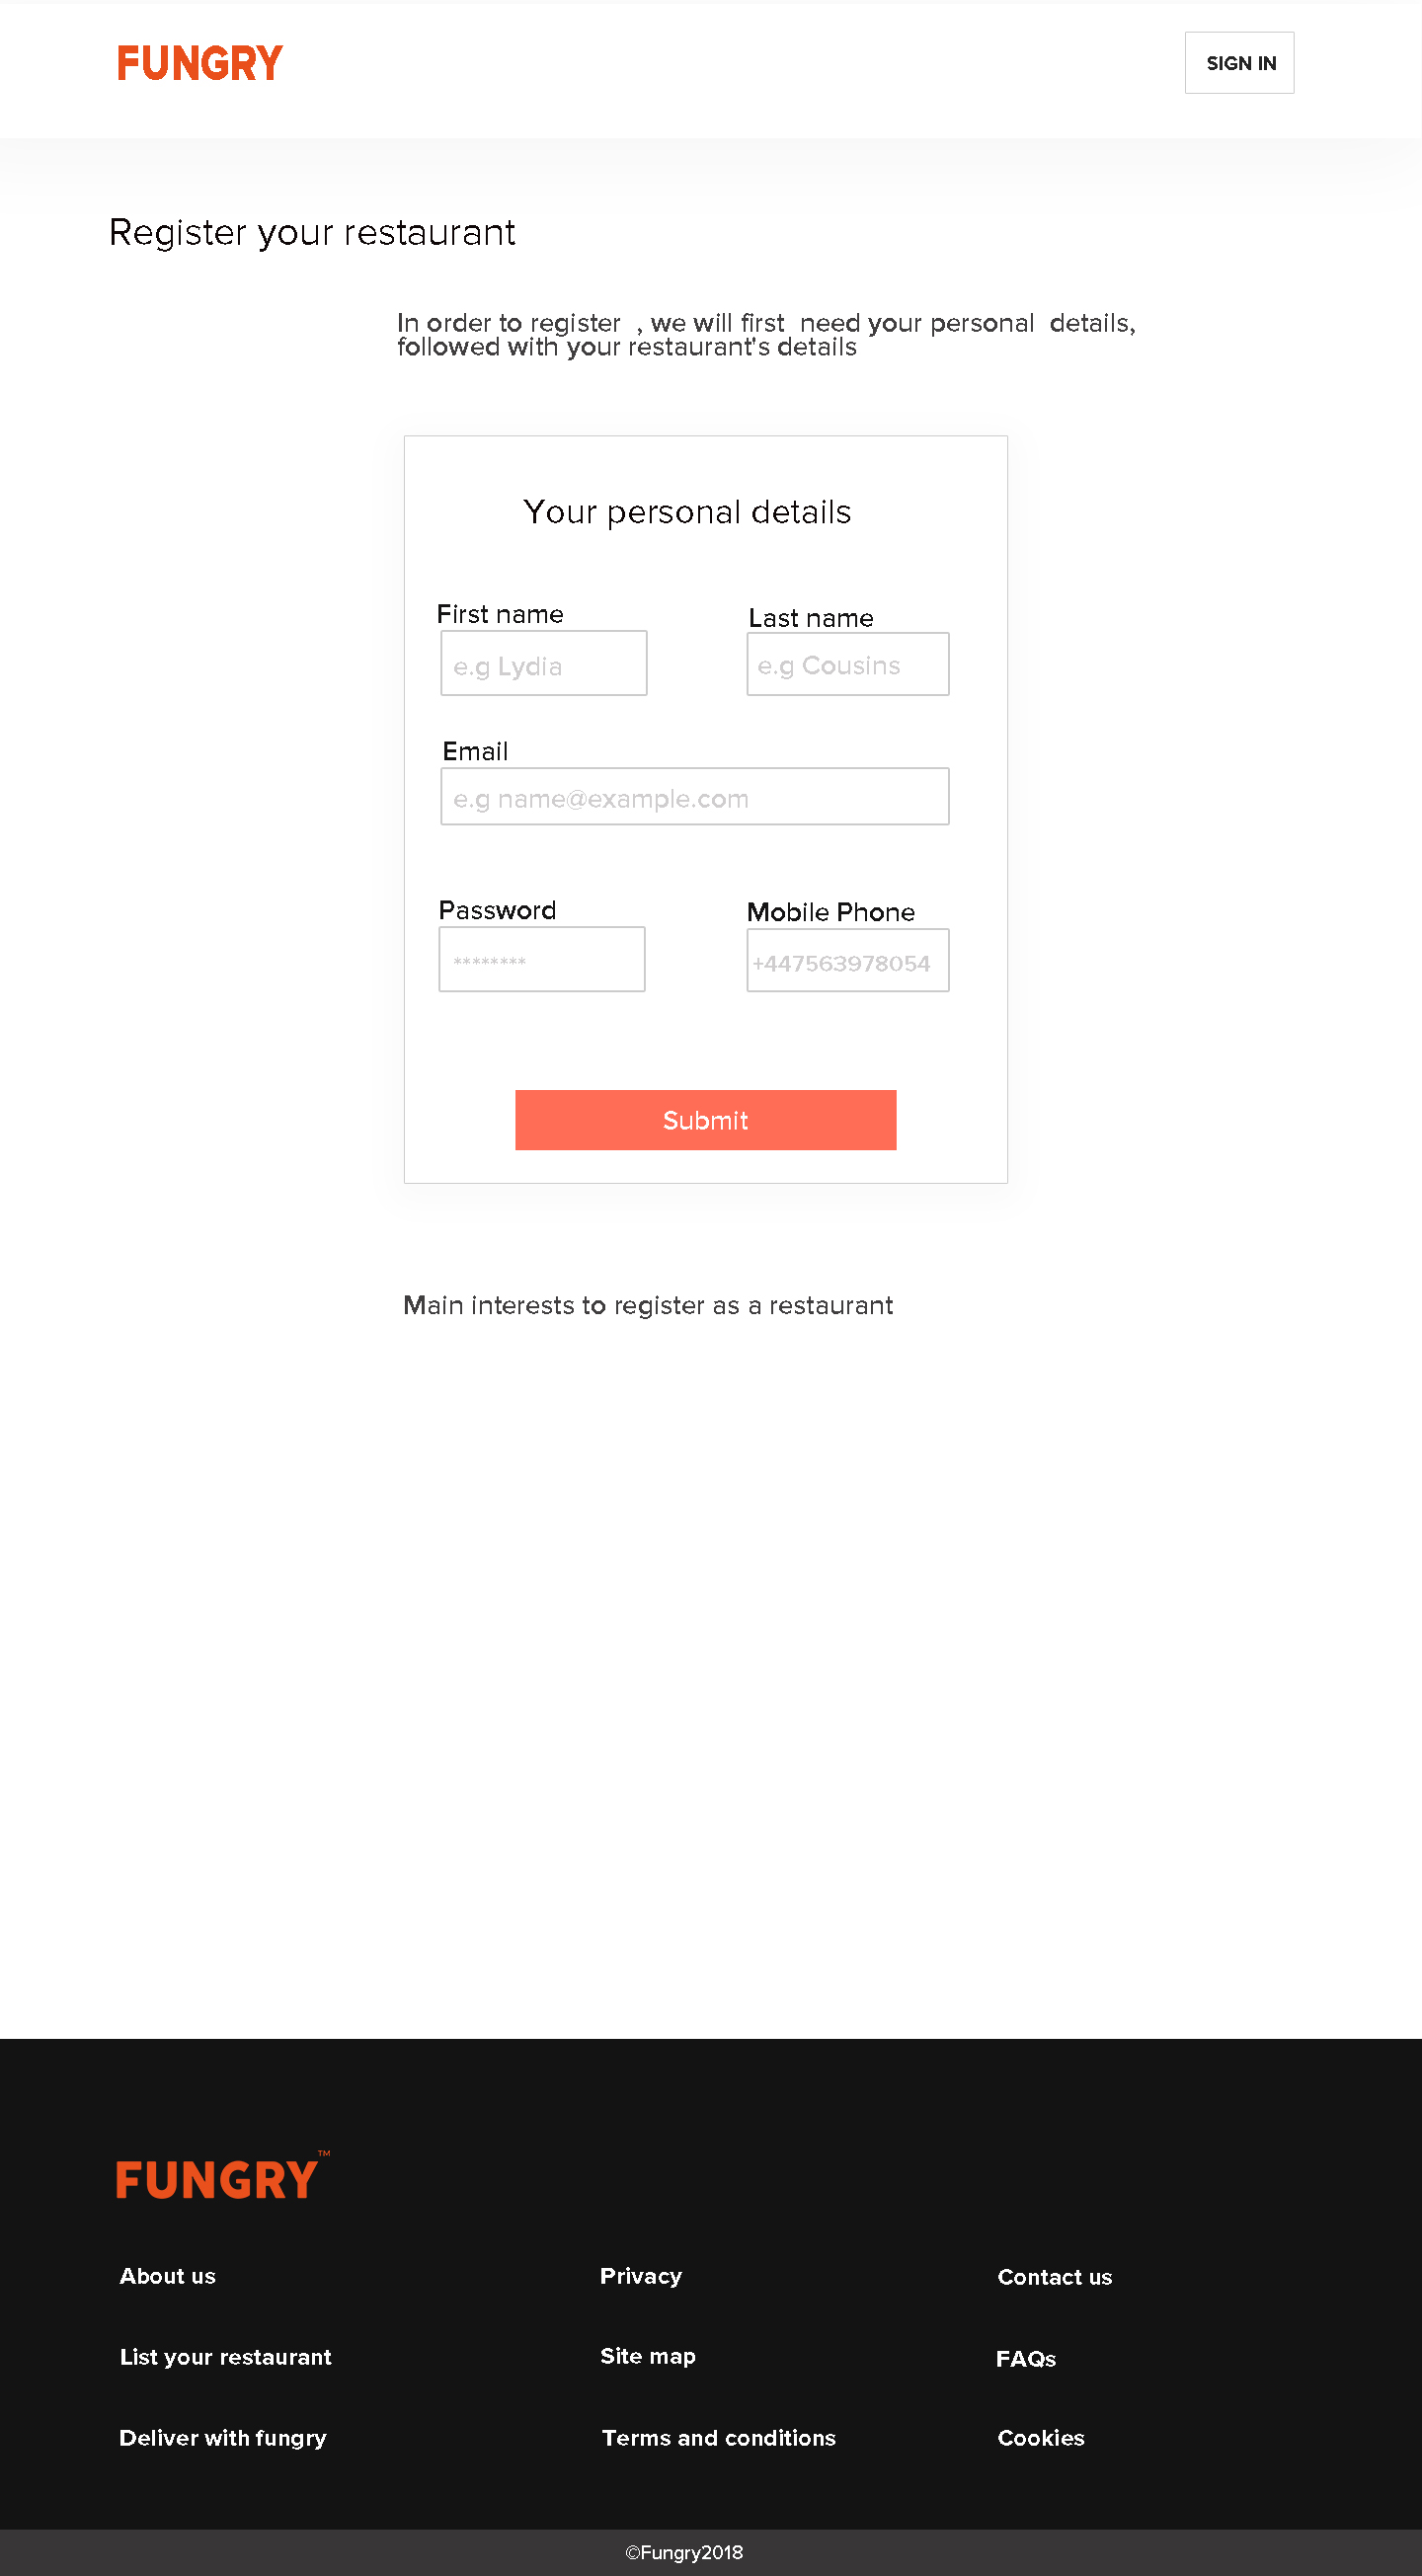 FUNGRY
SIGN IN
Register your restaurant
In order to register  , we will first  need your personal  details,
followed with your restaurant's details
Your personal details
First name
Last name
e.g Lydia
e.g Cousins
Email
e.g name@example.com
Password
Mobile Phone
********
+447563978054
Submit
Main interests to register as a restaurant
FUNGRY™
About us
Privacy
Contact us
List your restaurant
Site map
FAQs
Deliver with fungry
Terms and conditions
Cookies
©Fungry2018